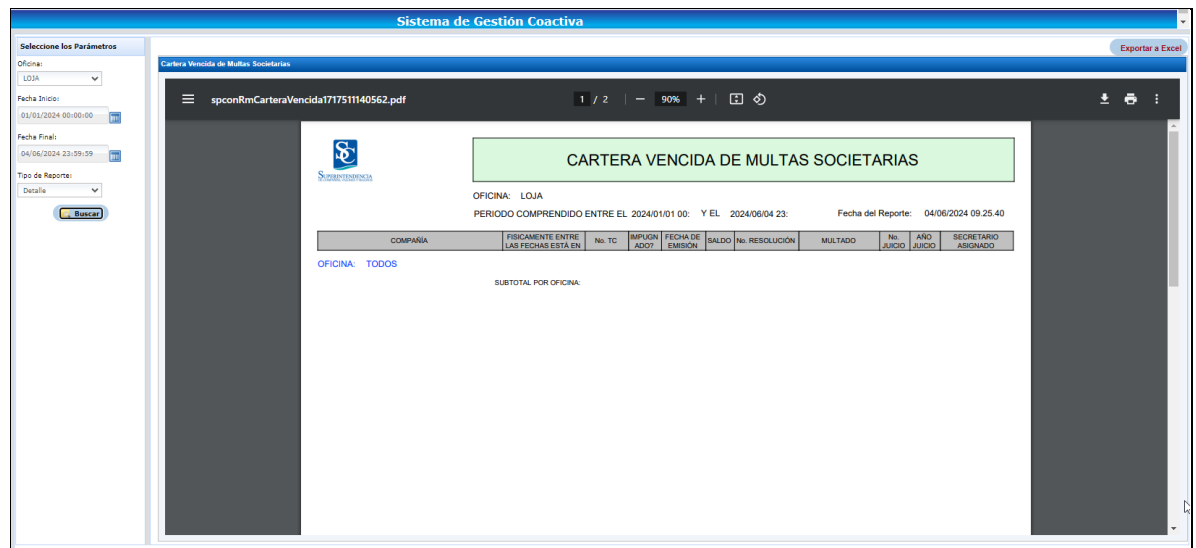 Sistema de Gestión Coactiva
Seleccione los Parámetros
Oficina:
LOJA
Fecha Inicio:
01/01/2024 00:00:00
Fecha Final:
04/06/2024 23:59:59
Tipo de Reporte:
Detalle
Buscar
Exportar a Excel
Cartera Vencida de Multas Societarias
spconRmCarteraVencida1717511140562.pdf
1 / 2
90%
SC
SUPERINTENDENCIA
CARTERA VENCIDA DE MULTAS SOCIETARIAS
OFICINA: LOJA
PERIODO COMPRENDIDO ENTRE EL 2024/01/01 00: Y EL 2024/06/04 23: Fecha del Reporte: 04/06/2024 09.25.40
COMPAÑÍA
FISICAMENTE ENTRE
LAS FECHAS ESTÁ EN
No. TC
IMPUGN
ADO?
FECHA DE
EMISIÓN
SALDO
No. RESOLUCIÓN
MULTADO
No.
JUICIO
AÑO
JUICIO
SECRETARIO
ASIGNADO
OFICINA: TODOS
SUBTOTAL POR OFICINA: